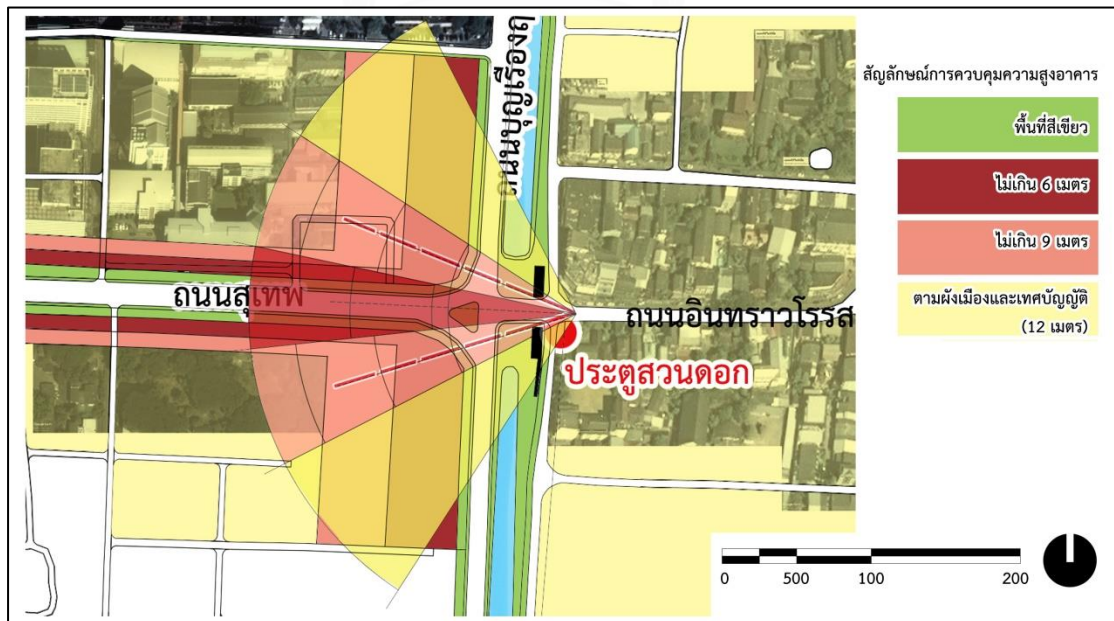 ถนนบุญเรืองฤ
สัญลักษณ์การควบคุมความสูงอาคาร
พื้นที่สีเขียว
ไม่เกิน 6 เมตร
ไม่เกิน 9 เมตร
ตามผังเมืองและเทศบัญญัติ
(12 เมตร)
ถนนสุเทพ
ถนนอินทราวโรรส
ประตูสวนดอก
0 500 100 200